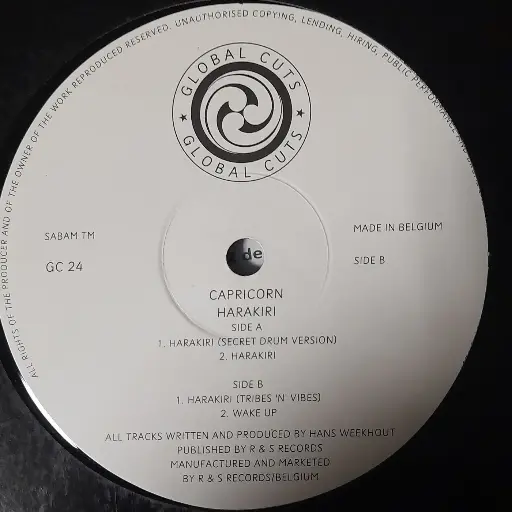 ALL RIGHTS OF THE PRODUCER AND OF THE OWNER OF THE WORK REPRODUCED RESERVED. UNAUTHORISED COPYING, LENDING, HIRING, PUBLIC PERFORMANCE
GLOBAL CUTS
GLOBAL CUTS
SABAM TM
MADE IN BELGIUM
GC 24
SIDE B
de
CAPRICORN
HARAKIRI
SIDE A
1. HARAKIRI (SECRET DRUM VERSION)
2. HARAKIRI
SIDE B
1. HARAKIRI (TRIBES 'N' VIBES)
2. WAKE UP
ALL TRACKS WRITTEN AND PRODUCED BY HANS WEEKHOUT
PUBLISHED BY R & S RECORDS
MANUFACTURED AND MARKETED
BY R & S RECORDS/BELGIUM